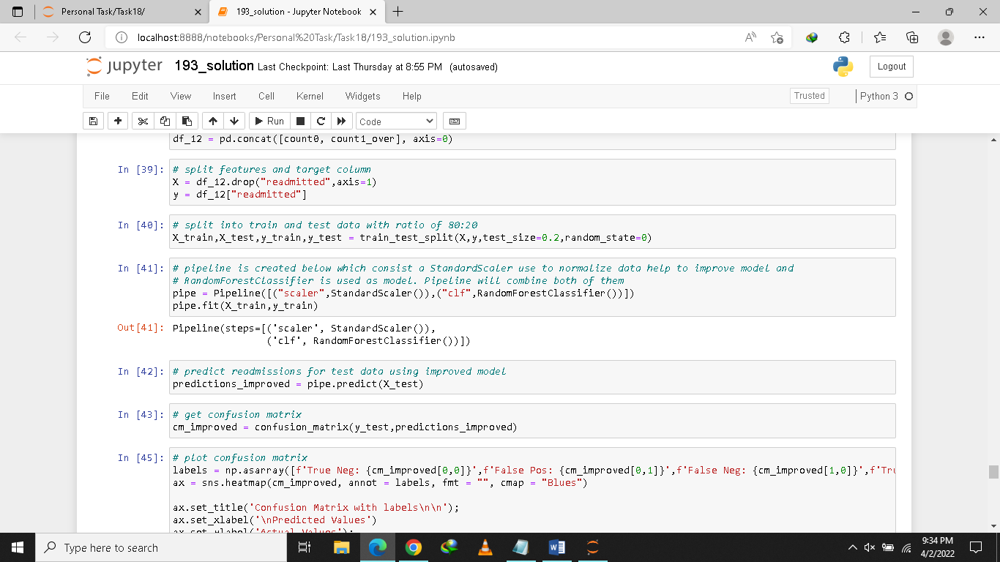 Personal Task/Task18/
193_solution - Jupyter Notebook
localhost:8888/notebooks/Personal%20Task/Task18/193_solution.ipynb
jupyter 193_solution Last Checkpoint: Last Thursday at 8:55 PM (autosaved)
Logout
File Edit View Insert Cell Kernel Widgets Help
Trusted
Python 3
Run
Code
df_12 = pd.concat([count0, count1_over], axis=0)
In [39]:
# split features and target column
X = df_12.drop("readmitted",axis=1)
y = df_12["readmitted"]
In [40]:
# split into train and test data with ratio of 80:20
X_train,X_test,y_train,y_test = train_test_split(X,y,test_size=0.2,random_state=0)
In [41]:
# pipeline is created below which consist a StandardScaler use to normalize data help to improve model and
# RandomForestClassifier is used as model. Pipeline will combine both of them
pipe = Pipeline([("scaler",StandardScaler()),("clf",RandomForestClassifier())])
pipe.fit(X_train,y_train)
Out[41]:
Pipeline(steps=[('scaler', StandardScaler()),
('clf', RandomForestClassifier())])
In [42]:
# predict readmissions for test data using improved model
predictions_improved = pipe.predict(X_test)
In [43]:
# get confusion matrix
cm_improved = confusion_matrix(y_test,predictions_improved)
In [45]:
# plot confusion matrix
labels = np.asarray([f'True Neg: {cm_improved[0,0]}',f'False Pos: {cm_improved[0,1]}',f'False Neg: {cm_improved[1,0]}',f'Tru
ax = sns.heatmap(cm_improved, annot = labels, fmt = "", cmap = "Blues")
ax.set_title('Confusion Matrix with labels\n\n');
ax.set_xlabel('\nPredicted Values')
ax.set_ylabel('Actual Values');
Type here to search
9:34 PM
4/2/2022